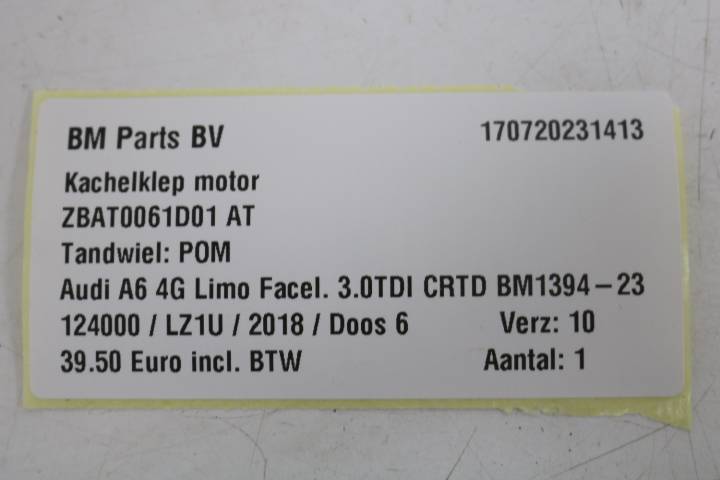 BM Parts BV 170720231413
Kachelklep motor
ZBAT0061D01 AT
Tandwiel: POM
Audi A6 4G Limo Facel. 3.0TDI CRTD BM1394-23
124000 / LZ1U / 2018 / Doos 6 Verz: 10
39.50 Euro incl. BTW Aantal: 1